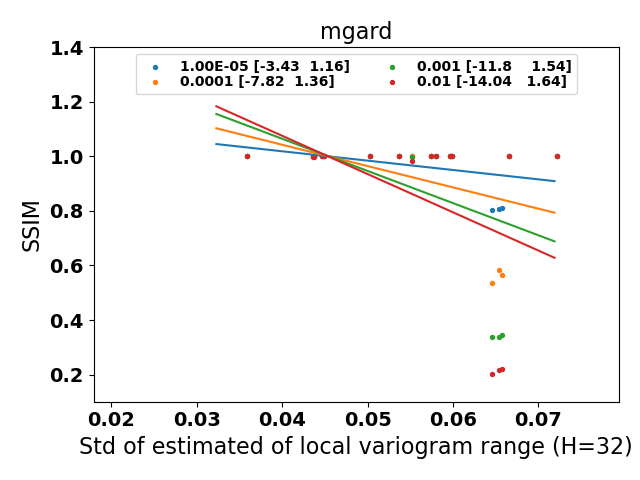 mgard
1.00E-05 [-3.43  1.16]
0.0001 [-7.82  1.36]
0.001 [-11.8    1.54]
0.01 [-14.04   1.64]
1.4
1.2
1.0
0.8
0.6
0.4
0.2
SSIM
0.02 0.03 0.04 0.05 0.06 0.07
Std of estimated of local variogram range (H=32)